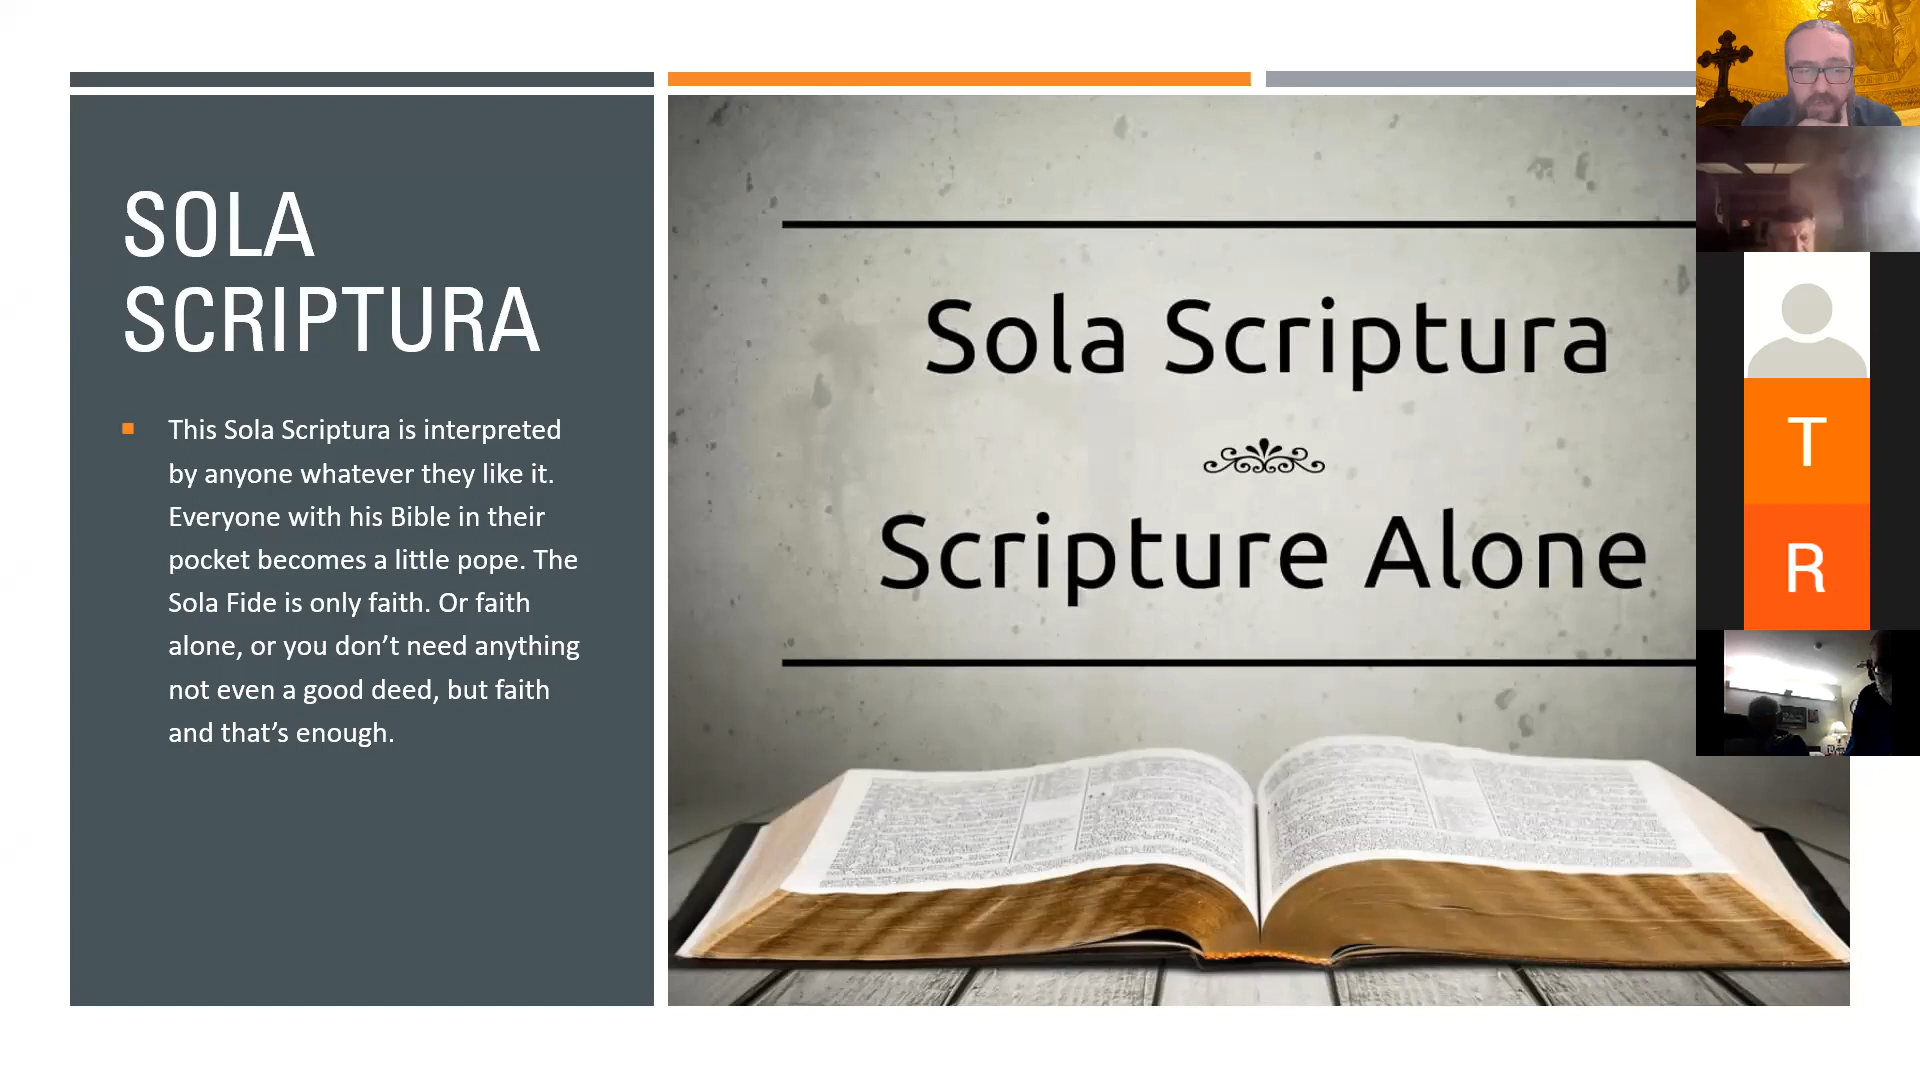 SOLA
SCRIPTURA
This Sola Scriptura is interpreted
by anyone whatever they like it.
Everyone with his Bible in their
pocket becomes a little pope. The
Sola Fide is only faith. Or faith
alone, or you don’t need anything
not even a good deed, but faith
and that’s enough.
Sola Scriptura
Scripture Alone
T
R